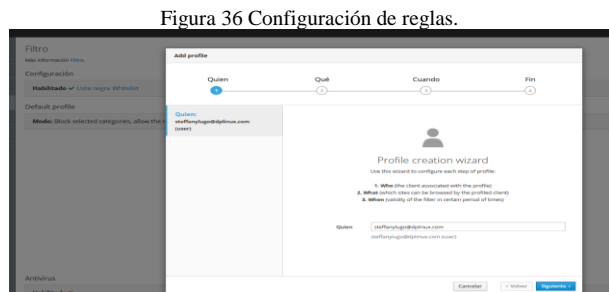 Figura 36 Configuración de reglas.
Filtro
Más información Filtro.
Configuración
Habilitado ✔ Lista negra Whitelist
Default profile
Mode: Block selected categories, allow the
Antivirus
Add profile
Quien
Qué
Cuando
Fin
1
2
3
4
Quien:
steffanylugo@dplinux.com
(user)
Profile creation wizard
Use this wizard to configure each step of profile:
1. Who (the client associated with the profile)
2. What (which sites can be browsed by the profiled client)
3. When (validity of the filter in certain period of times)
Quien
steffanylugo@dplinux.com
steffanylugo@dplinux.com (user)
Cancelar
< Volver
Siguiente >